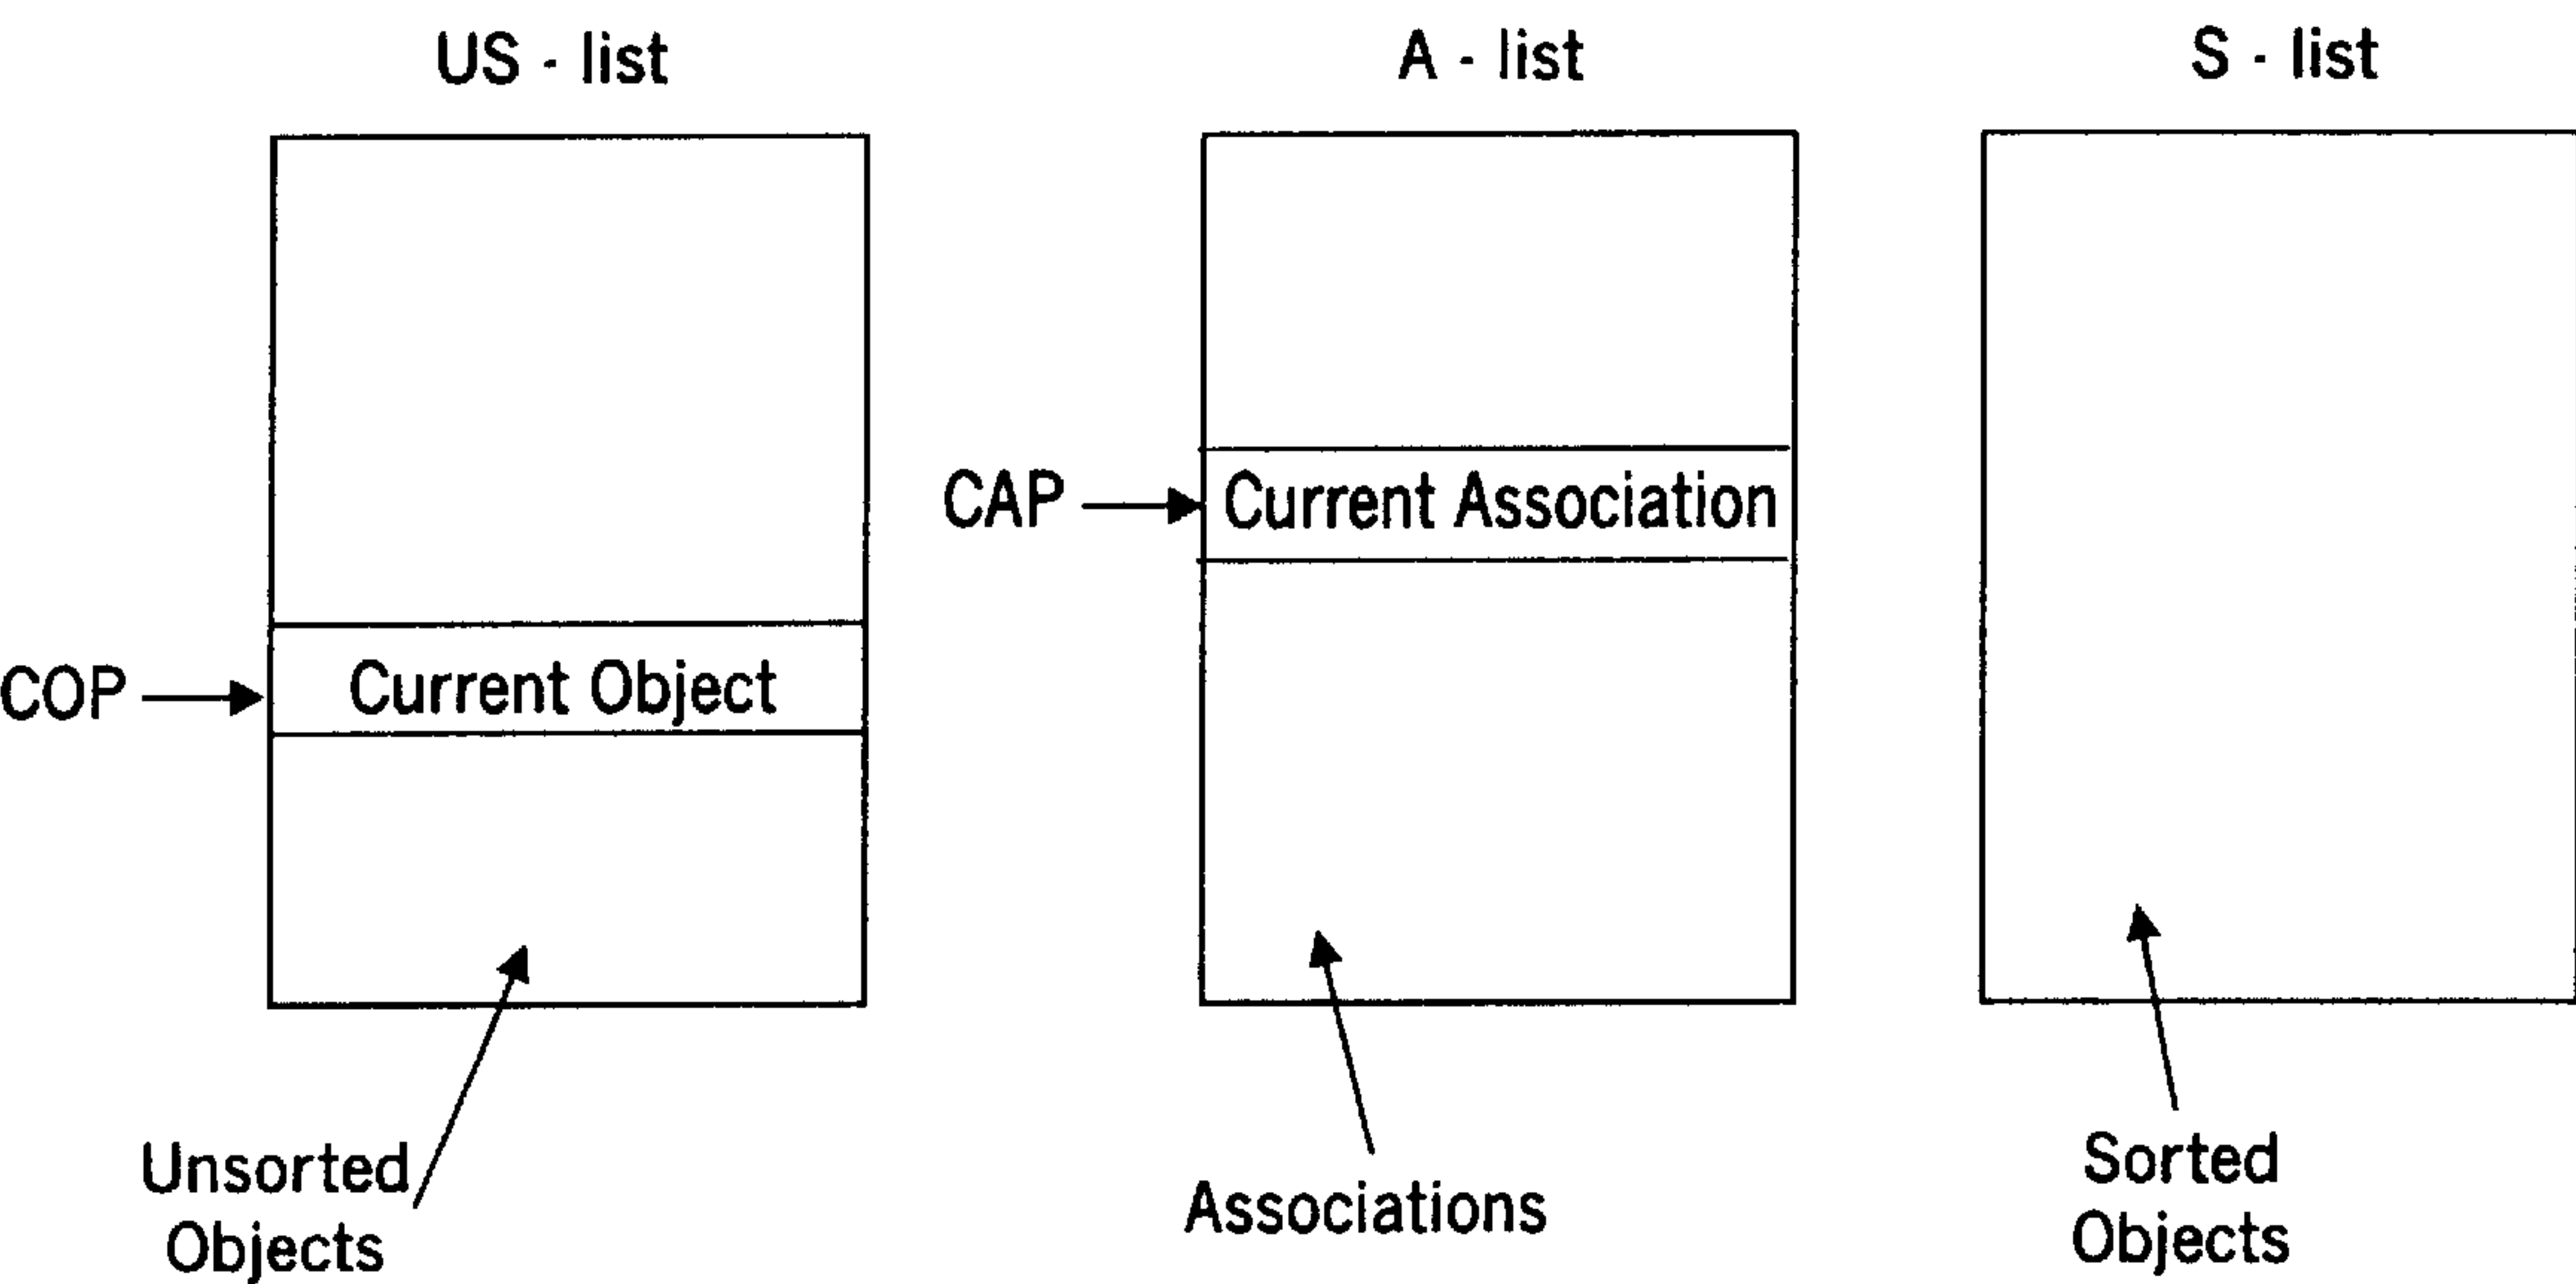 US - list
A - list
S - list
CAP
Current Association
COP
Current Object
Unsorted
Objects
Associations
Sorted
Objects